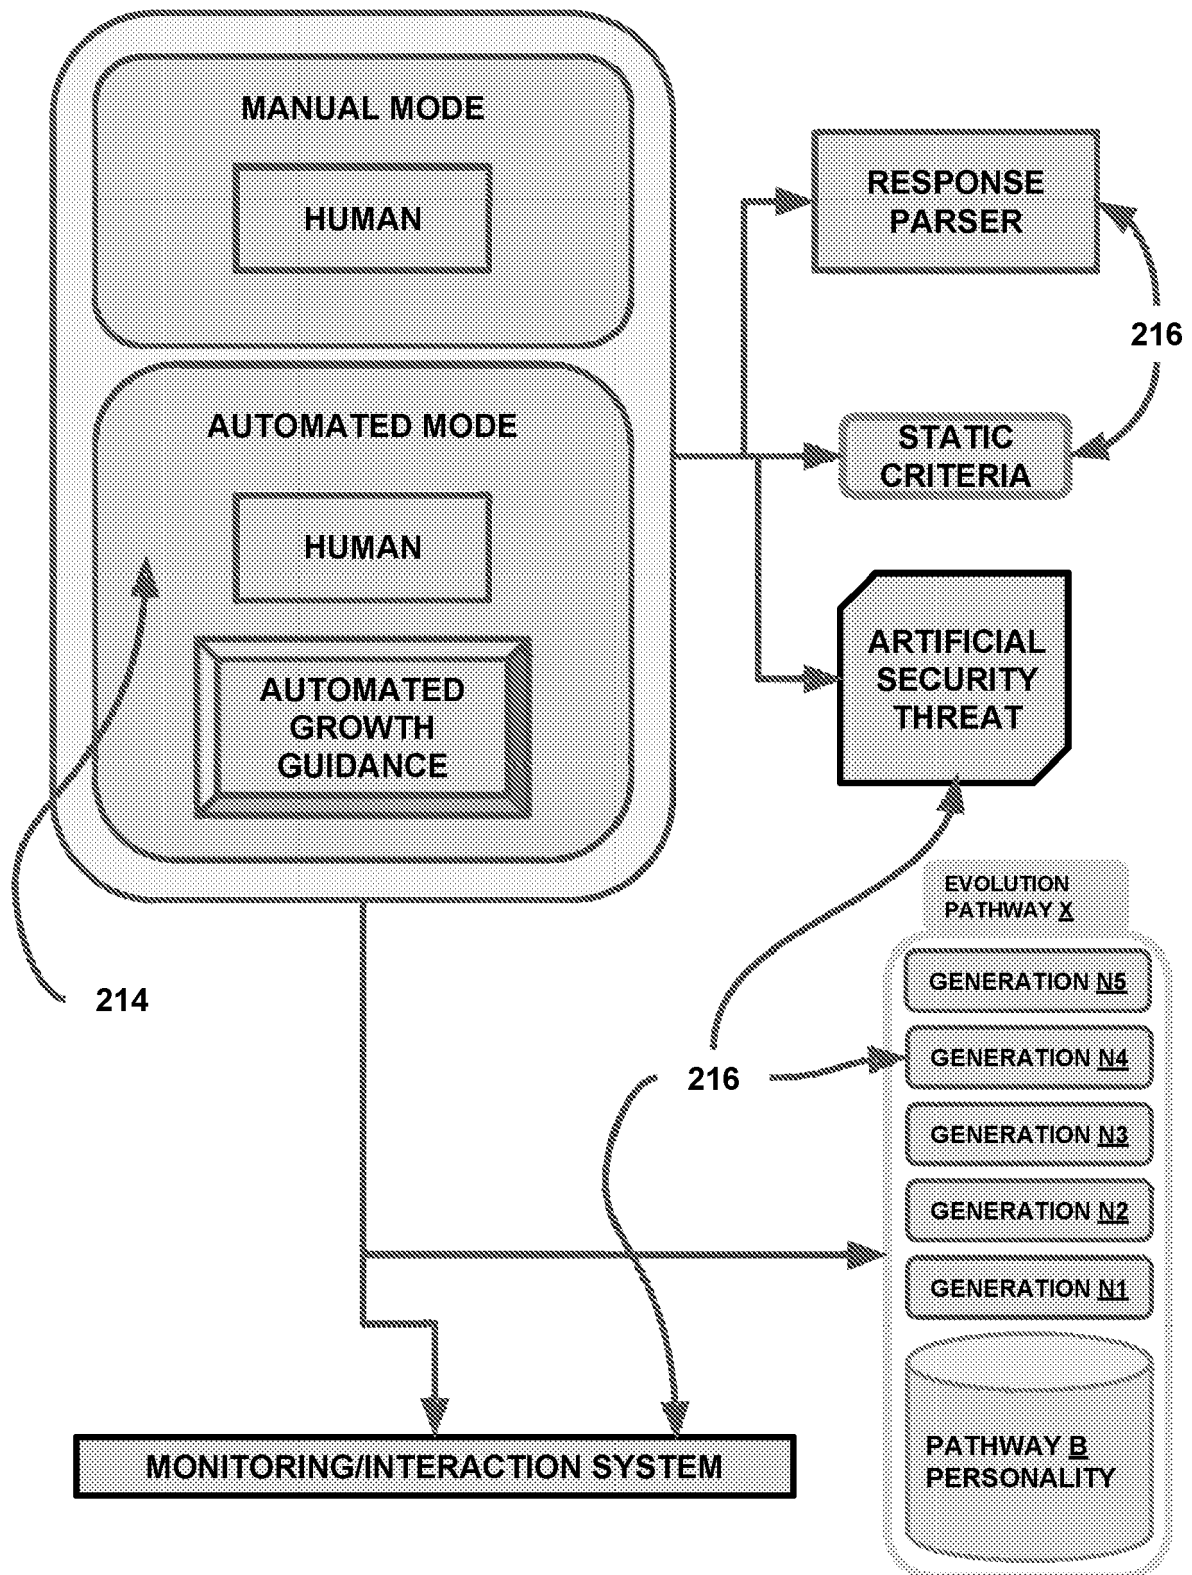 MANUAL MODE
HUMAN
AUTOMATED MODE
HUMAN
AUTOMATED
GROWTH
GUIDANCE
RESPONSE
PARSER
216
STATIC
CRITERIA
ARTIFICIAL
SECURITY
THREAT
214
216
EVOLUTION
PATHWAY X
GENERATION N5
GENERATION N4
GENERATION N3
GENERATION N2
GENERATION N1
PATHWAY B
PERSONALITY
MONITORING/INTERACTION SYSTEM